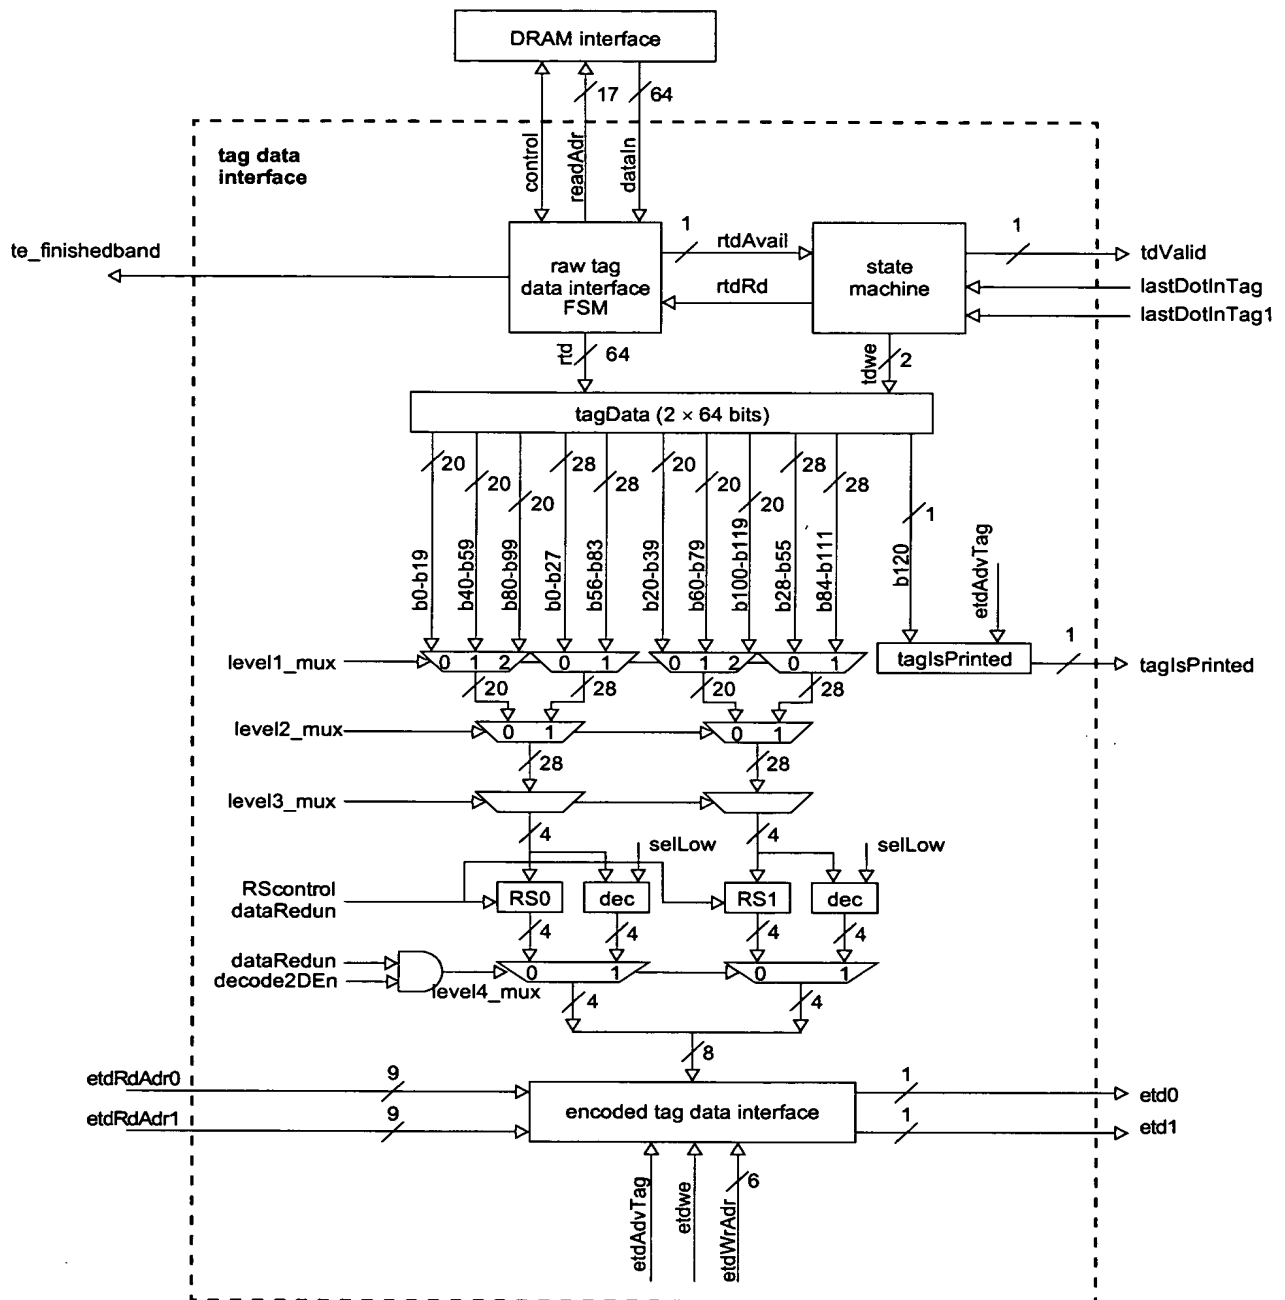 DRAM interface
17
64
tag data
interface
control
readAdr
dataIn
te_finishedband
raw tag
data interface
FSM
1
rtdAvail
rtdRd
state
machine
1
tdValid
lastDotInTag
lastDotInTag1
rtd
64
tdwe
2
tagData (2 × 64 bits)
20
20
20
28
28
20
20
20
28
28
1
b0-b19
b40-b59
b80-b99
b0-b27
b56-b83
b20-b39
b60-b79
b100-b119
b28-b55
b84-b111
b120
etdAdvTag
level1_mux
0 1 2
0 1
0 1 2
0 1
tagIsPrinted
1
tagIsPrinted
20
28
20
28
level2_mux
0 1
0 1
28
28
level3_mux
4
4
selLow
selLow
RScontrol
dataRedun
RS0
dec
RS1
dec
4
4
4
4
dataRedun
decode2DEn
level4_mux
0 1
0 1
4
4
8
etdRdAdr0
9
encoded tag data interface
1
etd0
etdRdAdr1
9
1
etd1
etdAdvTag
etdwe
etdWrAdr
6